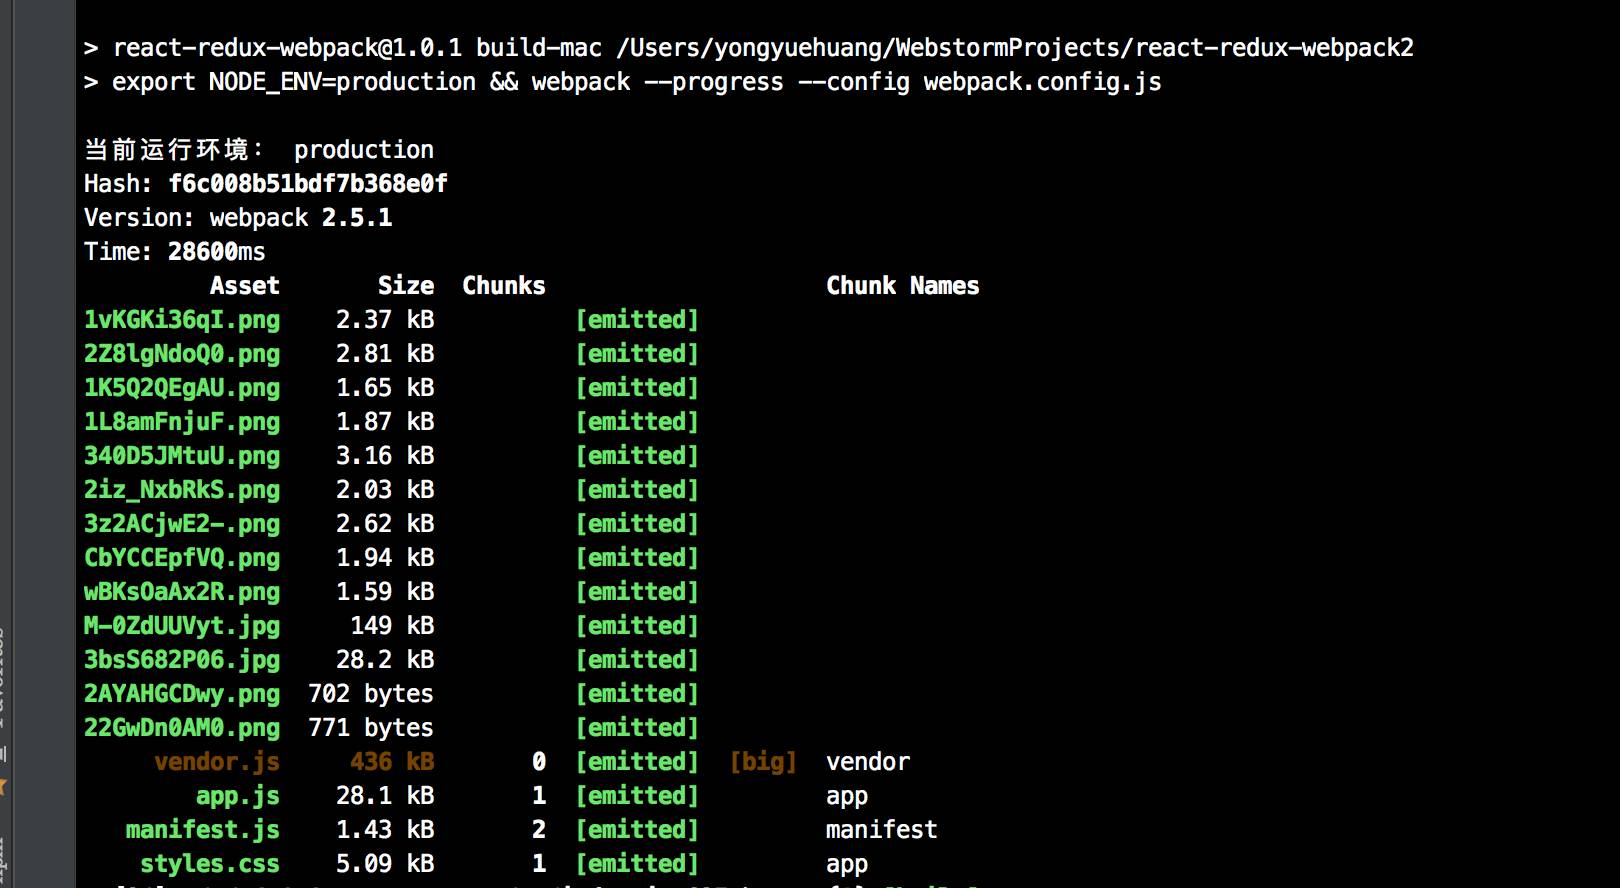 > react-redux-webpack@1.0.1 build-mac /Users/yongyuehuang/WebstormProjects/react-redux-webpack2
> export NODE_ENV=production && webpack --progress --config webpack.config.js
当前运行环境： production
Hash: f6c008b51bdf7b368e0f
Version: webpack 2.5.1
Time: 28600ms
Asset Size Chunks Chunk Names
1vKGKi36qI.png 2.37 kB [emitted]
2Z8lgNdoQ0.png 2.81 kB [emitted]
1K5Q2QEgAU.png 1.65 kB [emitted]
1L8amFnjuF.png 1.87 kB [emitted]
340D5JMtuU.png 3.16 kB [emitted]
2iz_NxbRkS.png 2.03 kB [emitted]
3z2ACjwE2-.png 2.62 kB [emitted]
CbYCCEpfVQ.png 1.94 kB [emitted]
wBKsOaAx2R.png 1.59 kB [emitted]
M-0ZdUUVyt.jpg 149 kB [emitted]
3bsS682P06.jpg 28.2 kB [emitted]
2AYAHGCDwy.png 702 bytes [emitted]
22GwDn0AM0.png 771 bytes [emitted]
vendor.js 436 kB 0 [emitted] [big] vendor
app.js 28.1 kB 1 [emitted] app
manifest.js 1.43 kB 2 [emitted] manifest
styles.css 5.09 kB 1 [emitted] app